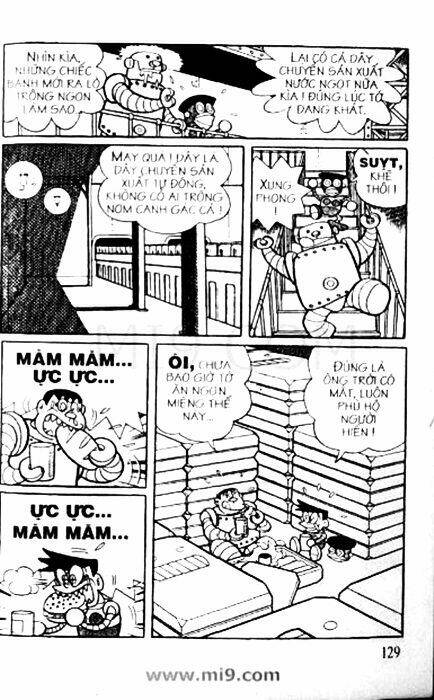 NHÌN KÌA,
NHỮNG CHIẾC
BÁNH MỚI RA LÒ
TRÔNG NGON
LÀM SAO...
LẠI CÓ CẢ DÂY
CHUYỀN SẢN XUẤT
NƯỚC NGỌT NỮA
KÌA! ĐÚNG LÚC TỚ
ĐANG KHÁT.
MAY QUÁ! ĐÂY LÀ
DÂY CHUYỀN SẢN
XUẤT TỰ ĐỘNG,
KHÔNG CÓ AI TRÔNG
NOM CANH GÁC CẢ!
XUNG
PHONG!
SUỴT,
KHẼ
THÔI!
MĂM MĂM...
ỰC ỰC...
ỰC ỰC...
MĂM MĂM...
ÔI, CHƯA
BAO GIỜ TỚ
ĂN NGON
MIỆNG THẾ
NÀY...
ĐÚNG LÀ
ÔNG TRỜI CÓ
MẮT, LUÔN
PHÙ HỘ
NGƯỜI
HIỀN!
129
www.mi9.com